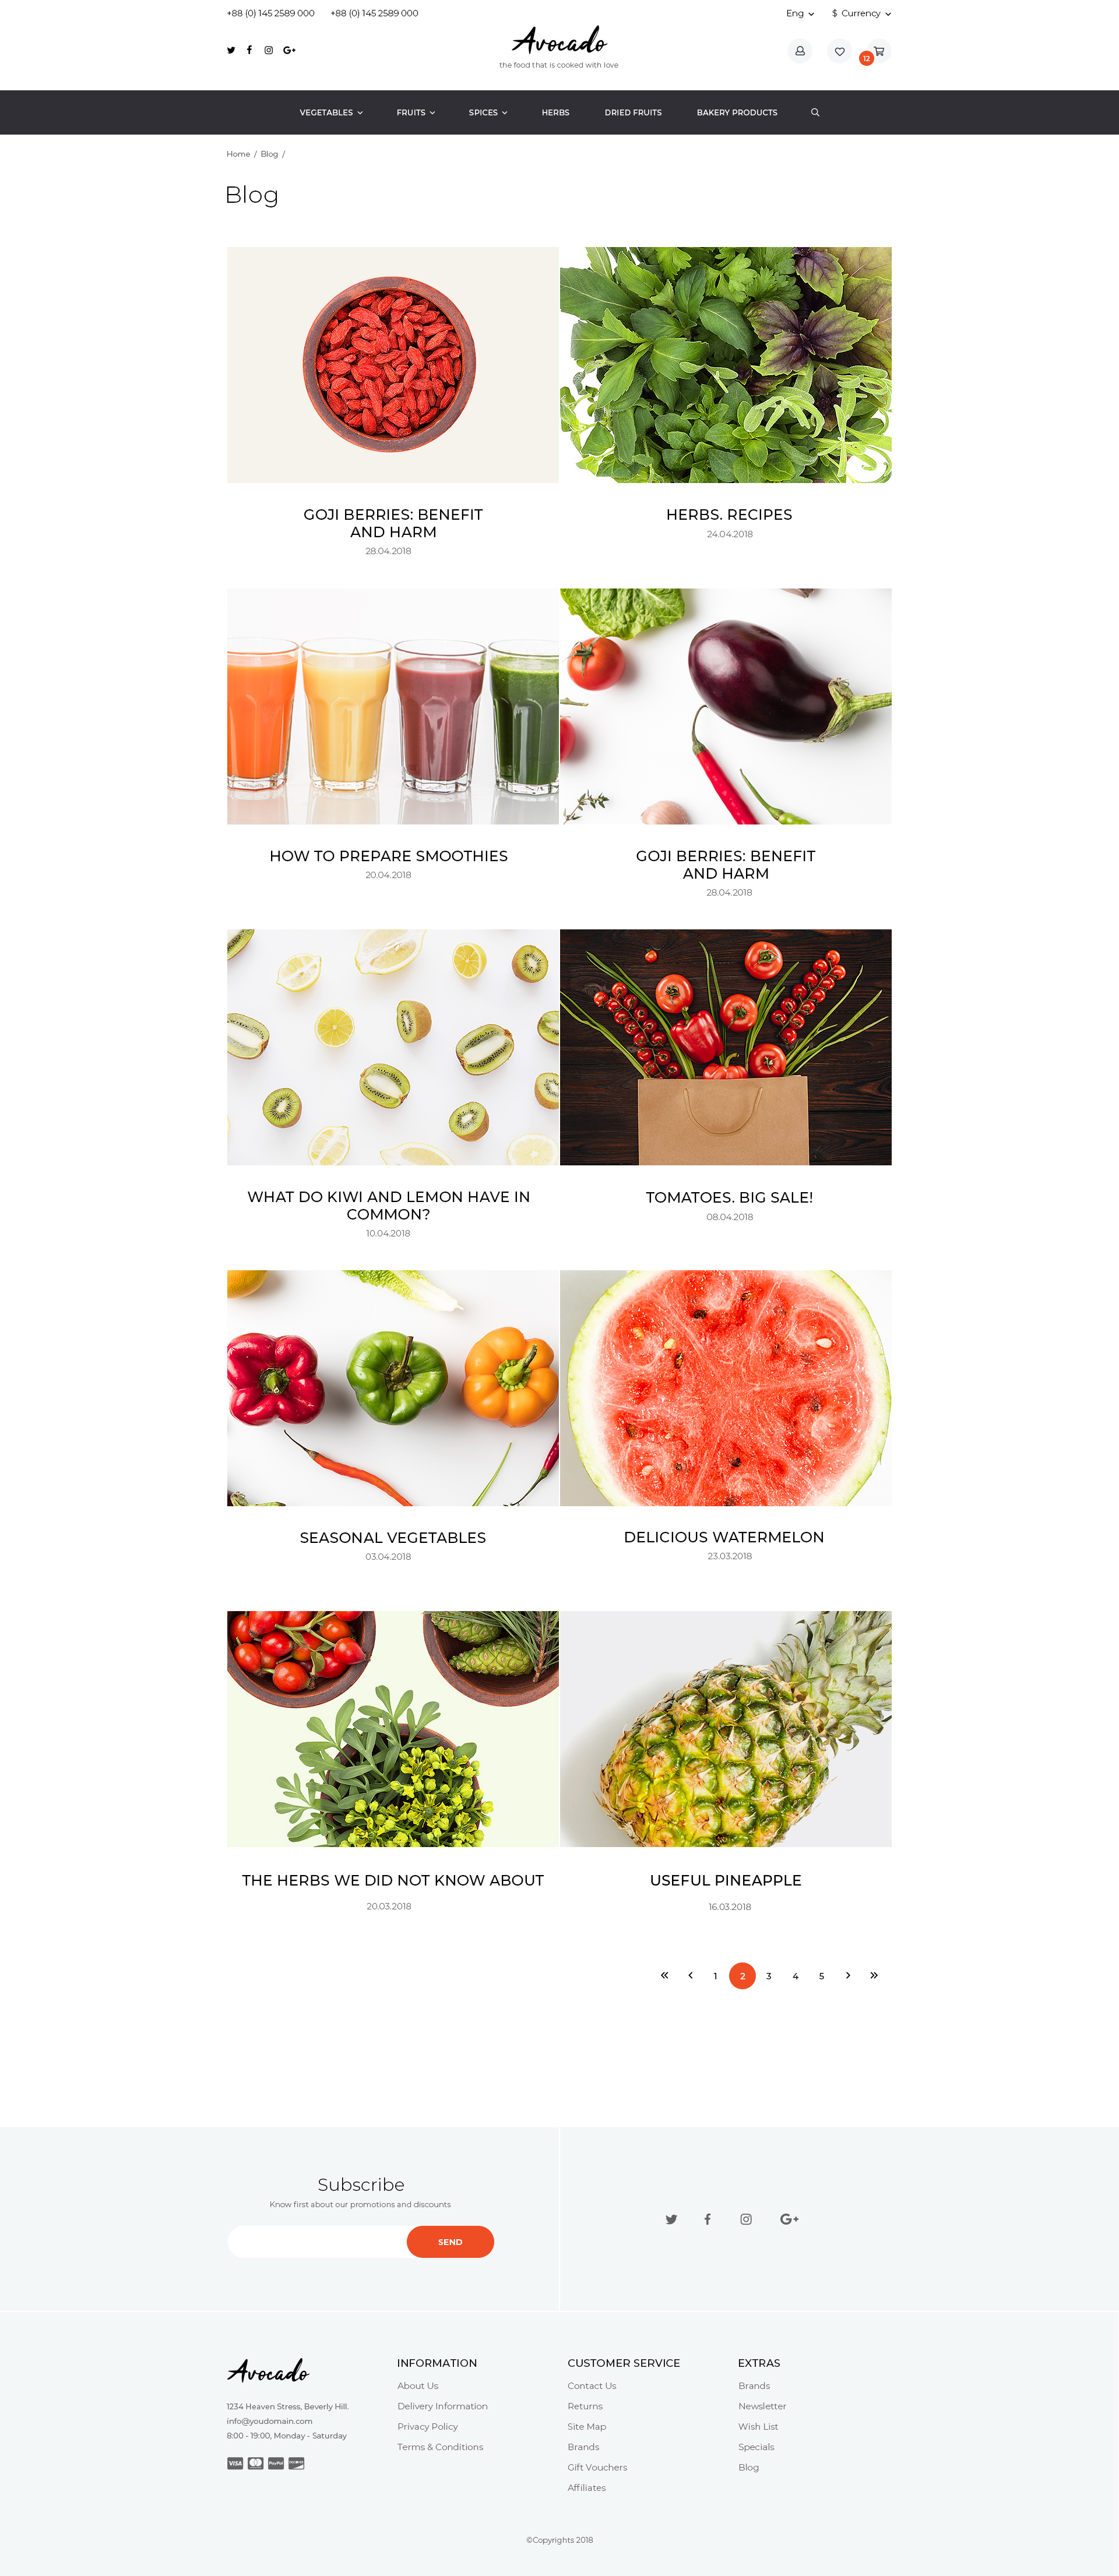 +88 (0) 145 2589 000 +88 (0) 145 2589 000 Eng $ Currency
Avocado
the food that is cooked with love
12
VEGETABLES FRUITS SPICES HERBS DRIED FRUITS BAKERY PRODUCTS
Home / Blog /
Blog
GOJI BERRIES: BENEFIT
AND HARM
28.04.2018
HERBS. RECIPES
24.04.2018
HOW TO PREPARE SMOOTHIES
20.04.2018
GOJI BERRIES: BENEFIT
AND HARM
28.04.2018
WHAT DO KIWI AND LEMON HAVE IN
COMMON?
10.04.2018
TOMATOES. BIG SALE!
08.04.2018
SEASONAL VEGETABLES
03.04.2018
DELICIOUS WATERMELON
23.03.2018
THE HERBS WE DID NOT KNOW ABOUT
20.03.2018
USEFUL PINEAPPLE
16.03.2018
« ‹ 1 2 3 4 5 › »
Subscribe
Know first about our promotions and discounts
SEND
Avocado
1234 Heaven Stress, Beverly Hill.
info@youdomain.com
8:00 - 19:00, Monday - Saturday
VISA MasterCard PayPal DISCOVER
INFORMATION
About Us
Delivery Information
Privacy Policy
Terms & Conditions
CUSTOMER SERVICE
Contact Us
Returns
Site Map
Brands
Gift Vouchers
Affiliates
EXTRAS
Brands
Newsletter
Wish List
Specials
Blog
©Copyrights 2018